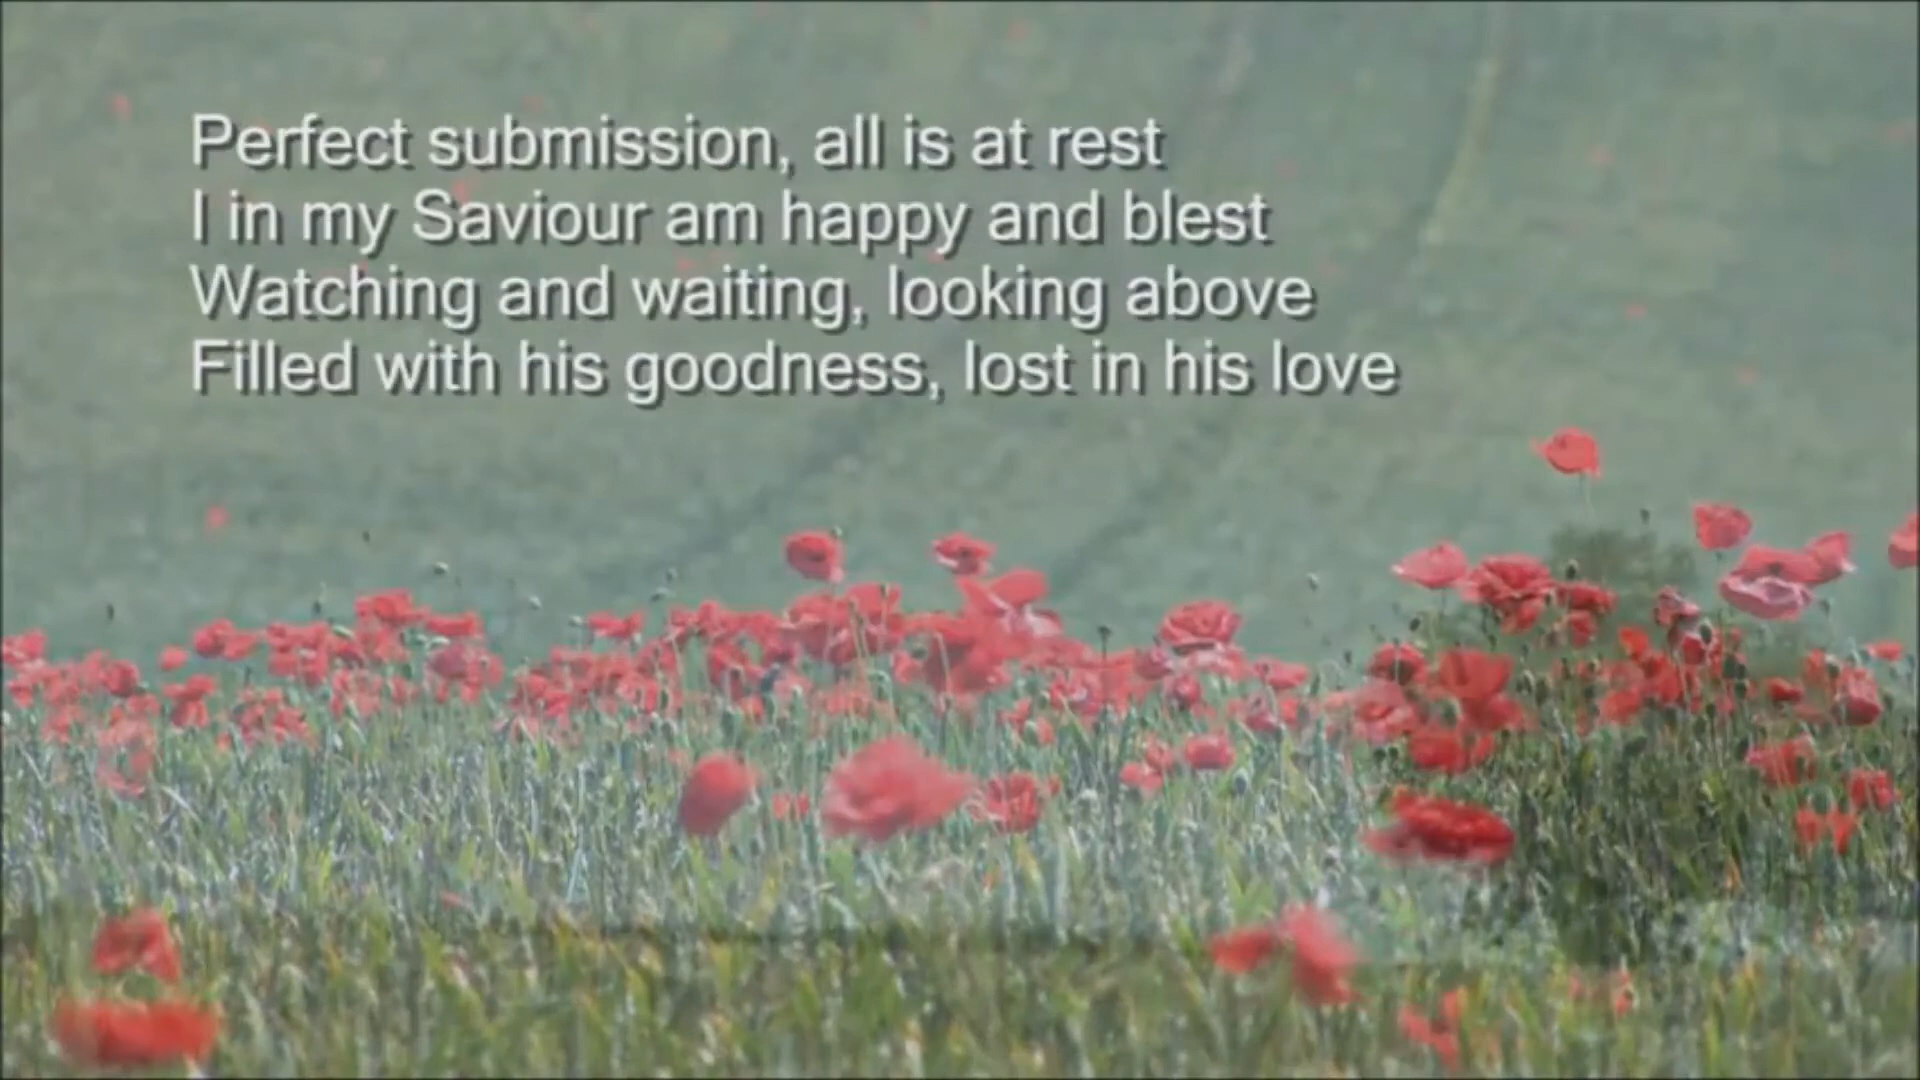 Perfect submission, all is at rest
I in my Saviour am happy and blest
Watching and waiting, looking above
Filled with his goodness, lost in his love